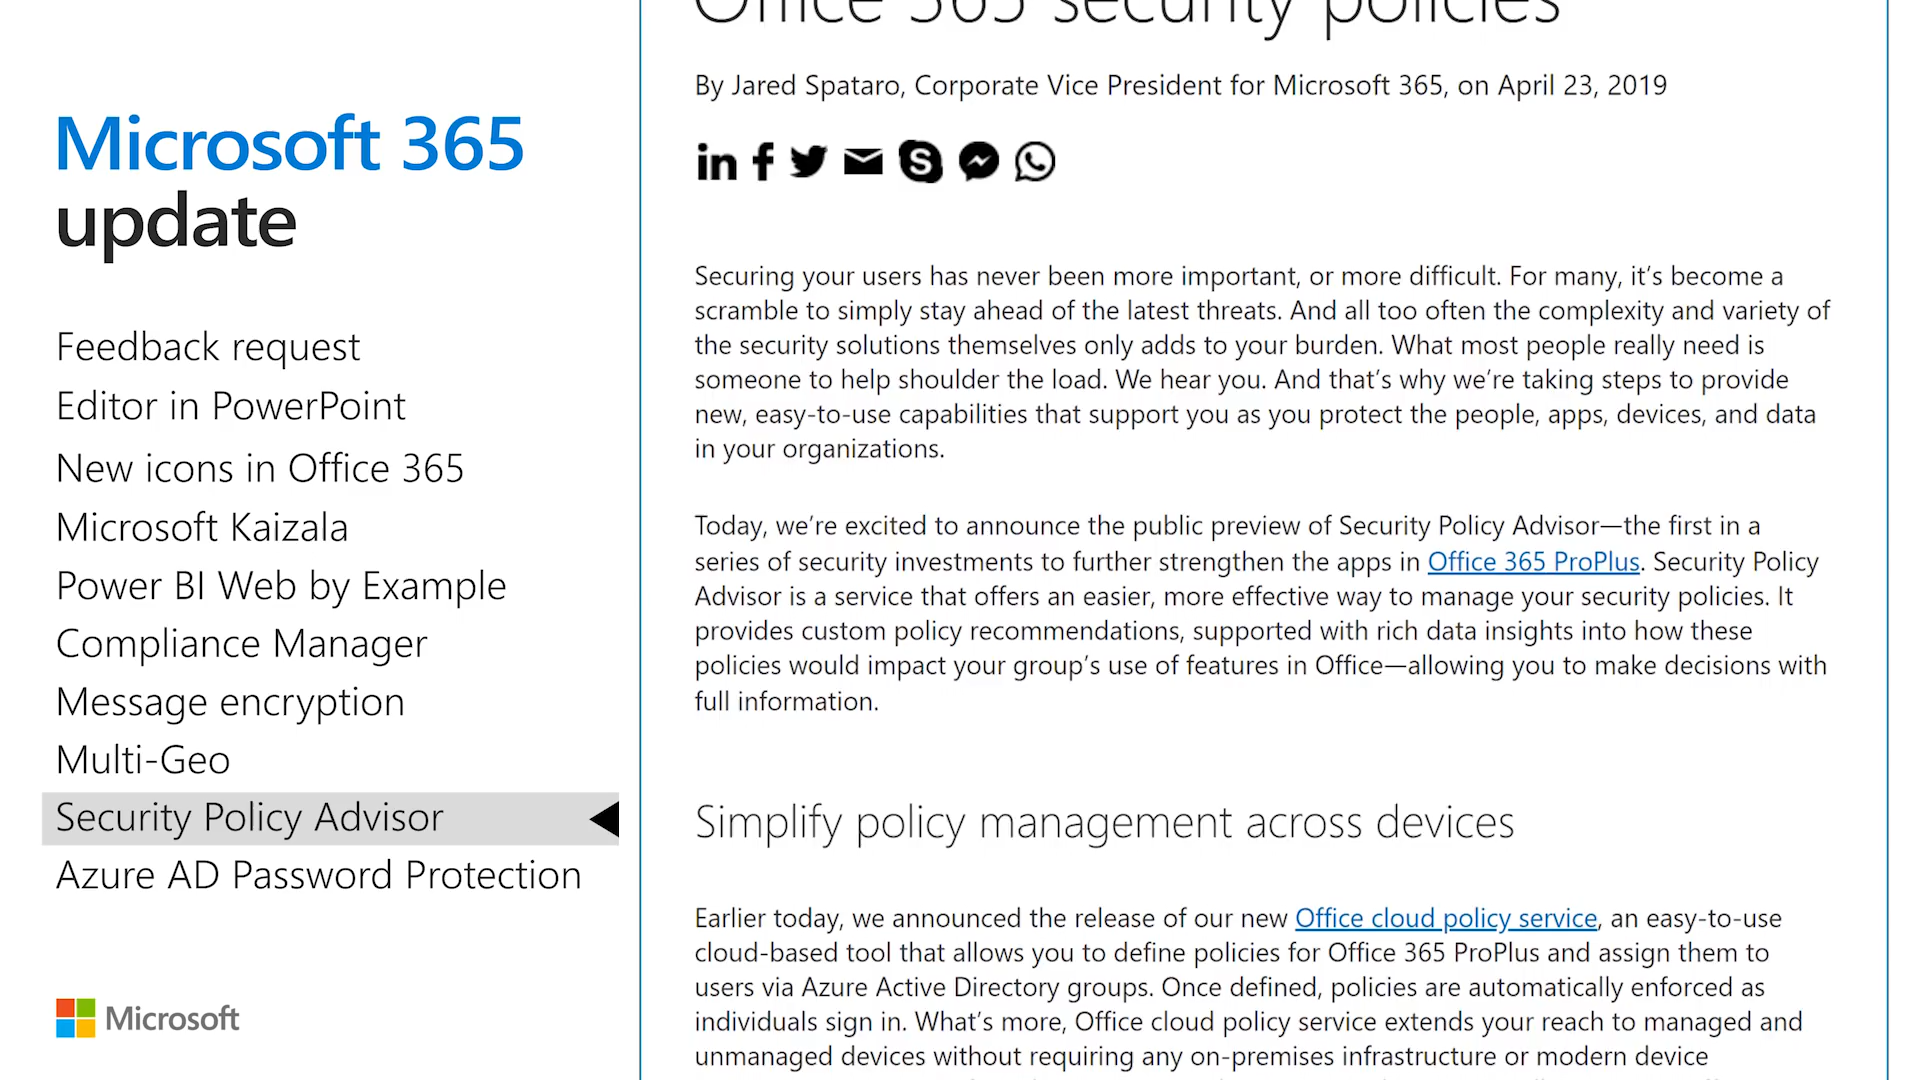 Microsoft 365
update
Feedback request
Editor in PowerPoint
New icons in Office 365
Microsoft Kaizala
Power BI Web by Example
Compliance Manager
Message encryption
Multi-Geo
Security Policy Advisor
Azure AD Password Protection
Microsoft
Office 365 security policies
By Jared Spataro, Corporate Vice President for Microsoft 365, on April 23, 2019
Securing your users has never been more important, or more difficult. For many, it’s become a
scramble to simply stay ahead of the latest threats. And all too often the complexity and variety of
the security solutions themselves only adds to your burden. What most people really need is
someone to help shoulder the load. We hear you. And that’s why we’re taking steps to provide
new, easy-to-use capabilities that support you as you protect the people, apps, devices, and data
in your organizations.
Today, we’re excited to announce the public preview of Security Policy Advisor—the first in a
series of security investments to further strengthen the apps in Office 365 ProPlus. Security Policy
Advisor is a service that offers an easier, more effective way to manage your security policies. It
provides custom policy recommendations, supported with rich data insights into how these
policies would impact your group’s use of features in Office—allowing you to make decisions with
full information.
Simplify policy management across devices
Earlier today, we announced the release of our new Office cloud policy service, an easy-to-use
cloud-based tool that allows you to define policies for Office 365 ProPlus and assign them to
users via Azure Active Directory groups. Once defined, policies are automatically enforced as
individuals sign in. What’s more, Office cloud policy service extends your reach to managed and
unmanaged devices without requiring any on-premises infrastructure or modern device